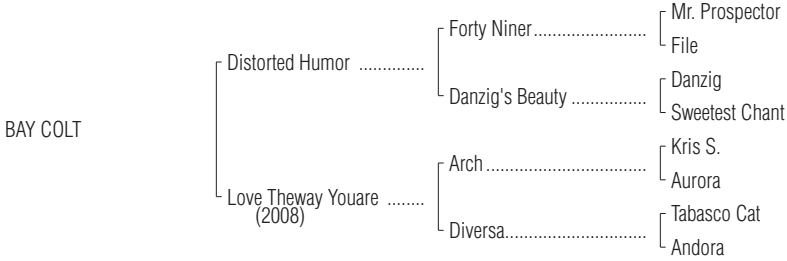 Mr. Prospector
Forty Niner........................
File
Distorted Humor ..............
Danzig
Danzig's Beauty ................
Sweetest Chant
BAY COLT
Kris S.
Arch..................................
Aurora
Love Theway Youare ........
(2008)
Tabasco Cat
Diversa..............................
Andora